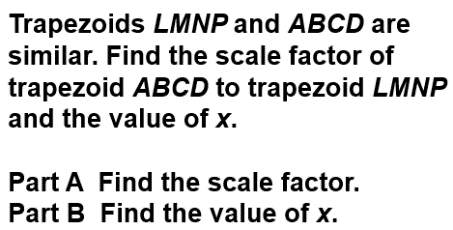 Trapezoids LMNP and ABCD are
similar. Find the scale factor of
trapezoid ABCD to trapezoid LMNP
and the value of x.
Part A  Find the scale factor.
Part B  Find the value of x.